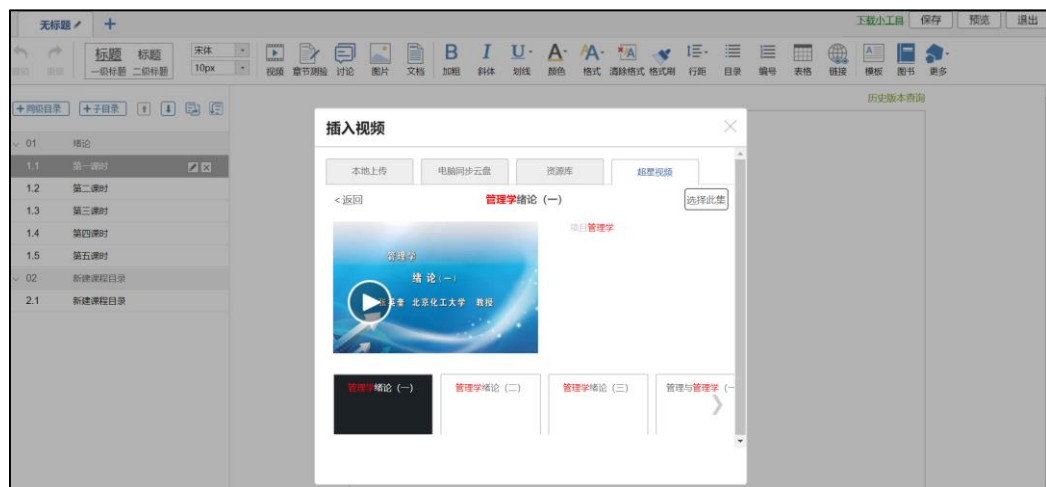 无标题
下载小工具 保存 预览 退出
撤销 恢复
标题 标题
一级标题 二级标题
宋体
10px
B I U A A A
视频 章节测验 讨论 图片 文档 加粗 斜体 划线 颜色 格式 清除格式 格式刷 行距 目录 编号 表格 链接 模板 图书 更多
+同级目录 +子目录
历史版本查询
01 绪论
1.1 第一课时
1.2 第二课时
1.3 第三课时
1.4 第四课时
1.5 第五课时
02 新建课程目录
2.1 新建课程目录
插入视频
本地上传 电脑同步云盘 资源库 超星视频
<返回 管理学绪论（一） 选择此集
项目管理学
管理学
绪 论(一)
张英奎 北京化工大学 教授
管理学绪论（一） 管理学绪论（二） 管理学绪论（三） 管理与管理学（一